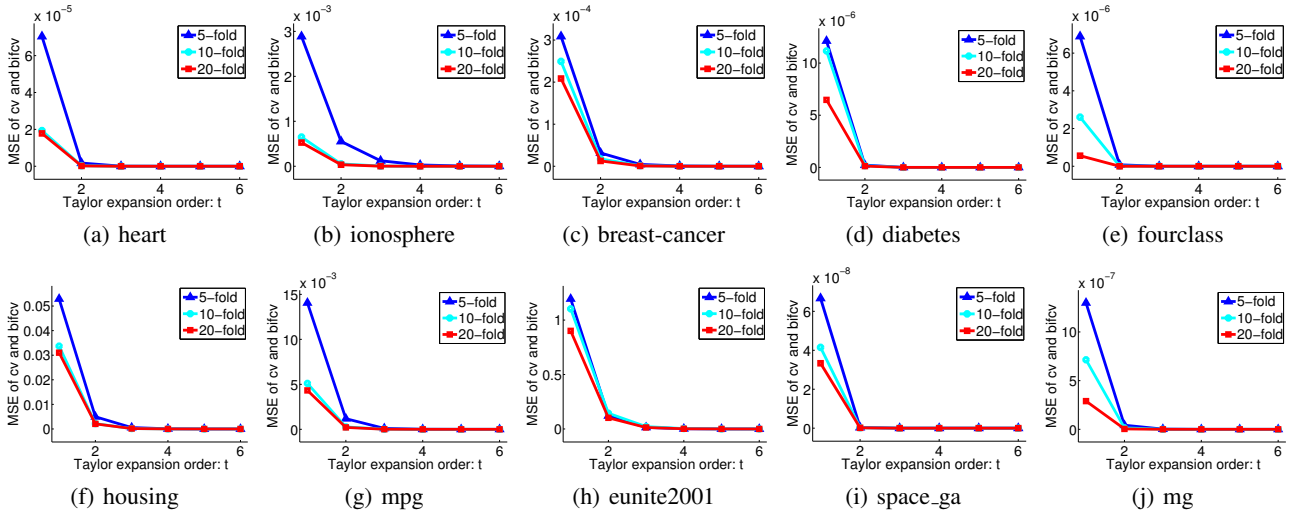 x 10⁻⁵
MSE of cv and bifcv
6
4
2
0
5−fold
10−fold
20−fold
2
4
6
Taylor expansion order: t
(a) heart
x 10⁻³
MSE of cv and bifcv
3
2
1
0
5−fold
10−fold
20−fold
2
4
6
Taylor expansion order: t
(b) ionosphere
x 10⁻⁴
MSE of cv and bifcv
3
2
1
0
5−fold
10−fold
20−fold
2
4
6
Taylor expansion order: t
(c) breast-cancer
x 10⁻⁶
MSE of cv and bifcv
10
5
0
5−fold
10−fold
20−fold
2
4
6
Taylor expansion order: t
(d) diabetes
x 10⁻⁶
MSE of cv and bifcv
6
4
2
0
5−fold
10−fold
20−fold
2
4
6
Taylor expansion order: t
(e) fourclass
MSE of cv and bifcv
0.05
0.04
0.03
0.02
0.01
0
5−fold
10−fold
20−fold
2
4
6
Taylor expansion order: t
(f) housing
x 10⁻³
MSE of cv and bifcv
15
10
5
0
5−fold
10−fold
20−fold
2
4
6
Taylor expansion order: t
(g) mpg
MSE of cv and bifcv
1
0.5
0
5−fold
10−fold
20−fold
2
4
6
Taylor expansion order: t
(h) eunite2001
x 10⁻⁸
MSE of cv and bifcv
6
4
2
0
5−fold
10−fold
20−fold
2
4
6
Taylor expansion order: t
(i) space_ga
x 10⁻⁷
MSE of cv and bifcv
10
5
0
5−fold
10−fold
20−fold
2
4
6
Taylor expansion order: t
(j) mg